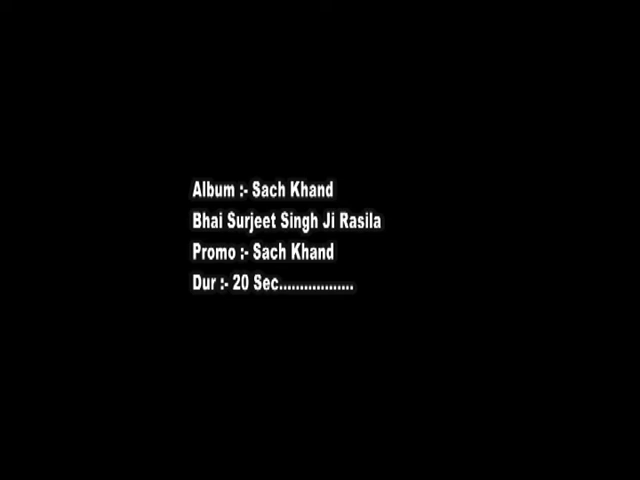 Album :- Sach Khand
Bhai Surjeet Singh Ji Rasila
Promo :- Sach Khand
Dur :- 20 Sec..................